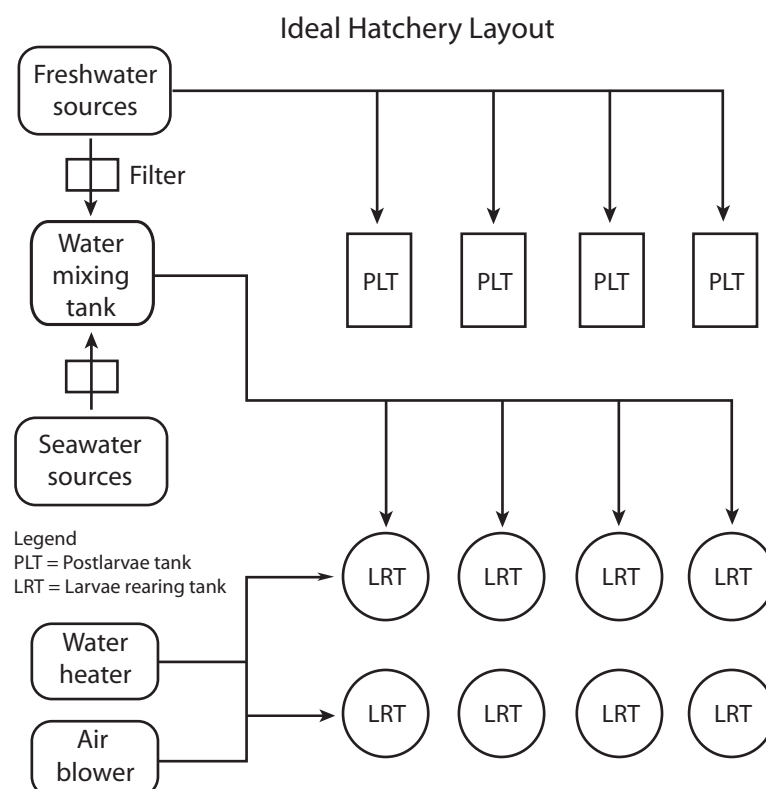 Ideal Hatchery Layout
Freshwater
sources
Filter
Water
mixing
tank
PLT
PLT
PLT
PLT
Seawater
sources
Legend
PLT = Postlarvae tank
LRT = Larvae rearing tank
LRT
LRT
LRT
LRT
Water
heater
LRT
LRT
LRT
LRT
Air
blower